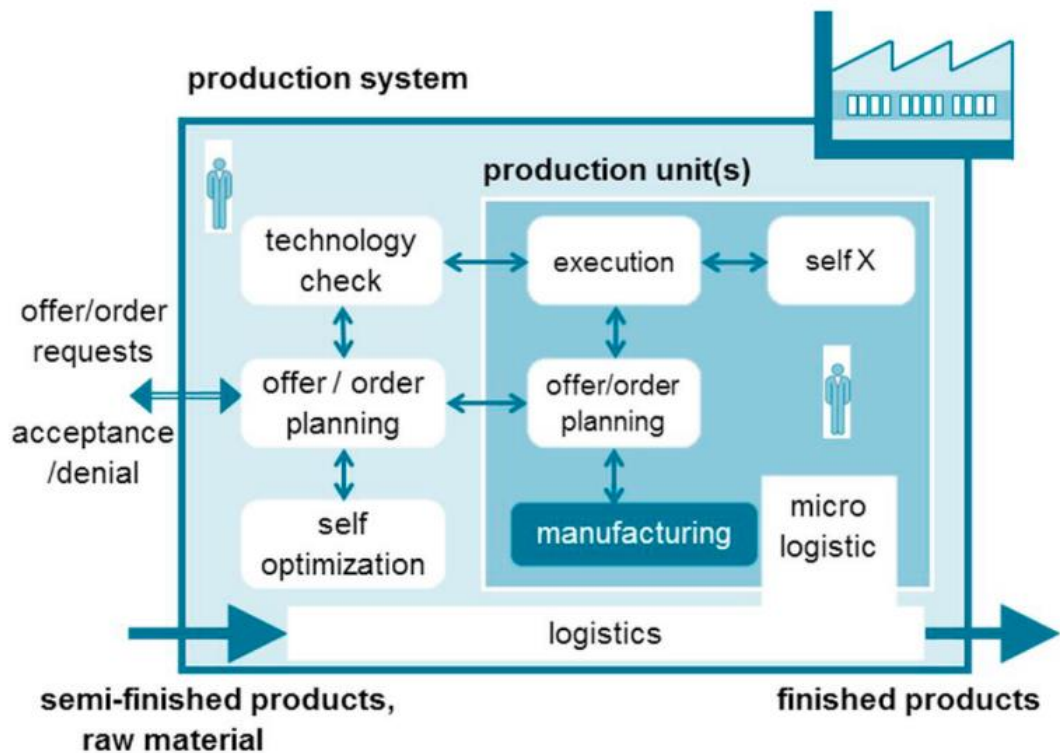 production system
production unit(s)
technology
check
execution
self X
offer/order
requests
acceptance
/denial
offer / order
planning
offer/order
planning
self
optimization
manufacturing
micro
logistic
logistics
semi-finished products,
raw material
finished products